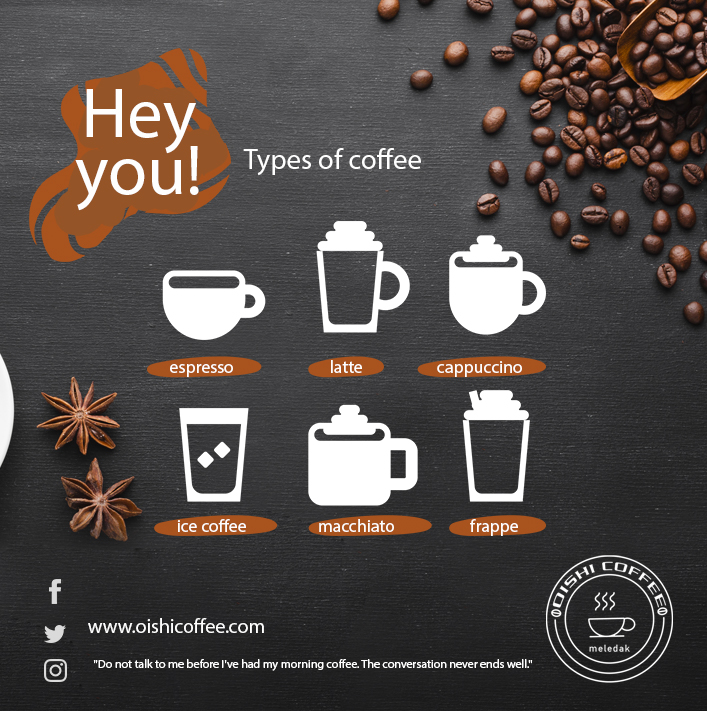 Hey
you!
Types of coffee
espresso
latte
cappuccino
ice coffee
macchiato
frappe
www.oishicoffee.com
"Do not talk to me before I've had my morning coffee. The conversation never ends well."
OISHI COFFEE
meledak